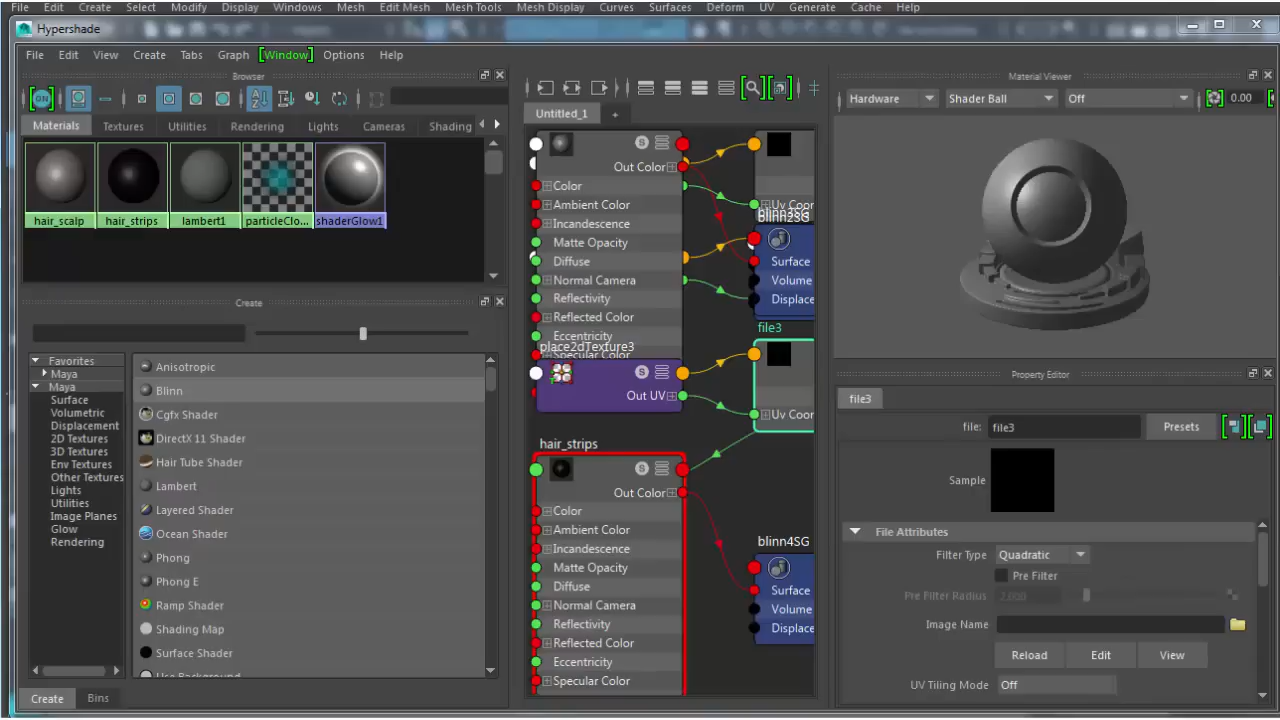 File Edit Create Select Modify Display Windows Mesh Edit Mesh Mesh Tools Mesh Display Curves Surfaces Deform UV Generate Cache Help
Hypershade
File Edit View Create Tabs Graph [Window] Options Help
Browser
ON
Materials Textures Utilities Rendering Lights Cameras Shading
hair_scalp hair_strips lambert1 particleClo... shaderGlow1
Create
Favorites
Maya
Maya
Surface
Volumetric
Displacement
2D Textures
3D Textures
Env Textures
Other Textures
Lights
Utilities
Image Planes
Glow
Rendering
Anisotropic
Blinn
Cgfx Shader
DirectX 11 Shader
Hair Tube Shader
Lambert
Layered Shader
Ocean Shader
Phong
Phong E
Ramp Shader
Shading Map
Surface Shader
Use Background
Create Bins
Untitled_1 +
S
Out Color
Color
Ambient Color
Incandescence
Matte Opacity
Diffuse
Normal Camera
Reflectivity
Reflected Color
Eccentricity
Specular Color
place2dTexture3
S
Out UV
hair_strips
S
Out Color
Color
Ambient Color
Incandescence
Matte Opacity
Diffuse
Normal Camera
Reflectivity
Reflected Color
Eccentricity
Specular Color
Uv Coor
blinn2SG
Surface
Volume
Displace
file3
Uv Coor
blinn4SG
Surface
Volume
Displace
Material Viewer
Hardware Shader Ball Off 0.00
Property Editor
file3
file: file3 Presets
Sample
File Attributes
Filter Type Quadratic
Pre Filter
Pre Filter Radius 2.000
Image Name
Reload Edit View
UV Tiling Mode Off